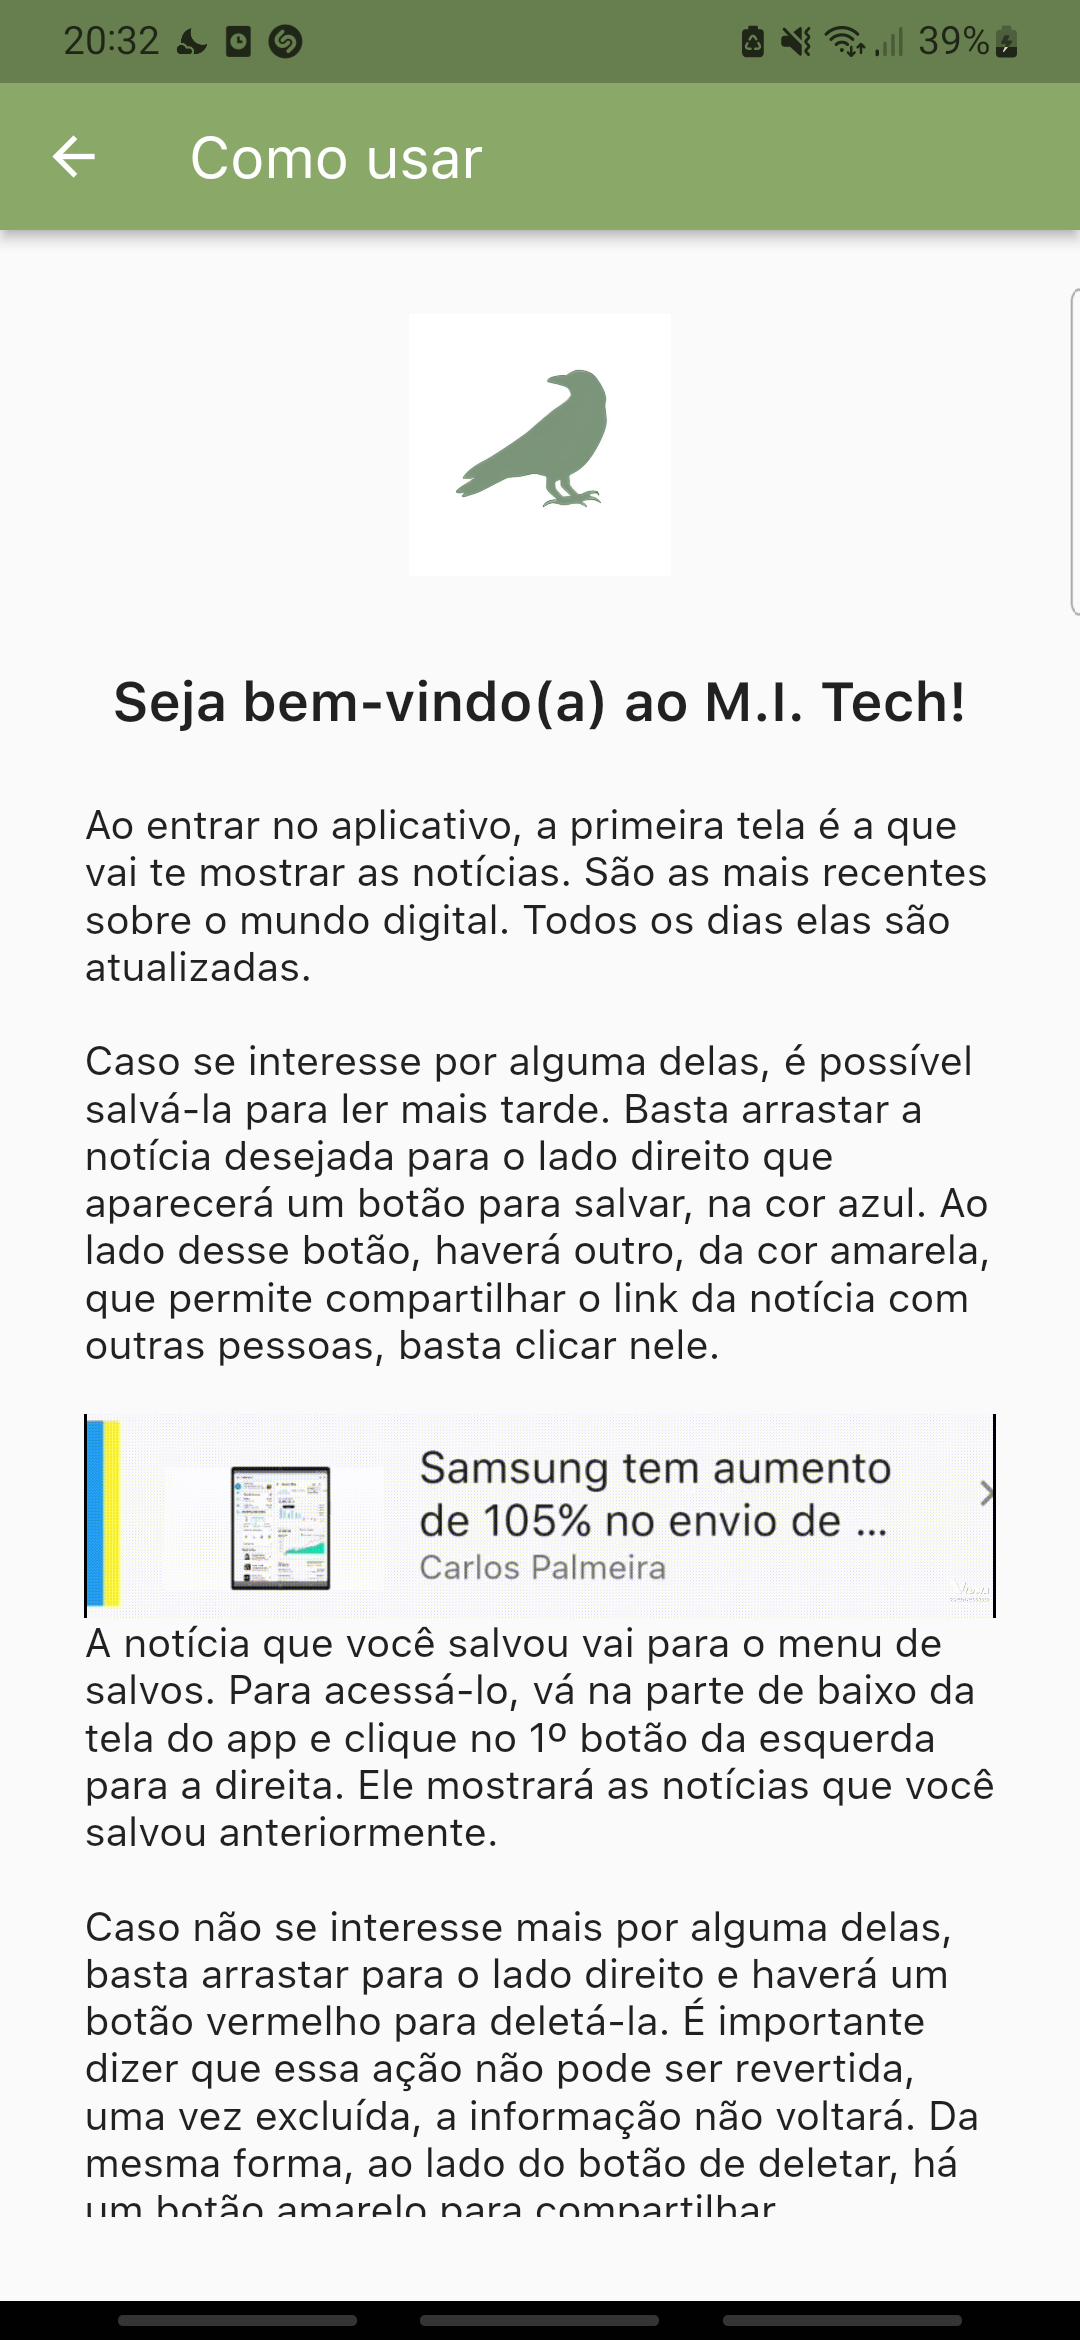 20:32
39%
Como usar
Seja bem-vindo(a) ao M.I. Tech!
Ao entrar no aplicativo, a primeira tela é a que
vai te mostrar as notícias. São as mais recentes
sobre o mundo digital. Todos os dias elas são
atualizadas.
Caso se interesse por alguma delas, é possível
salvá-la para ler mais tarde. Basta arrastar a
notícia desejada para o lado direito que
aparecerá um botão para salvar, na cor azul. Ao
lado desse botão, haverá outro, da cor amarela,
que permite compartilhar o link da notícia com
outras pessoas, basta clicar nele.
Samsung tem aumento
de 105% no envio de ...
Carlos Palmeira
A notícia que você salvou vai para o menu de
salvos. Para acessá-lo, vá na parte de baixo da
tela do app e clique no 1º botão da esquerda
para a direita. Ele mostrará as notícias que você
salvou anteriormente.
Caso não se interesse mais por alguma delas,
basta arrastar para o lado direito e haverá um
botão vermelho para deletá-la. É importante
dizer que essa ação não pode ser revertida,
uma vez excluída, a informação não voltará. Da
mesma forma, ao lado do botão de deletar, há
um botão amarelo para compartilhar